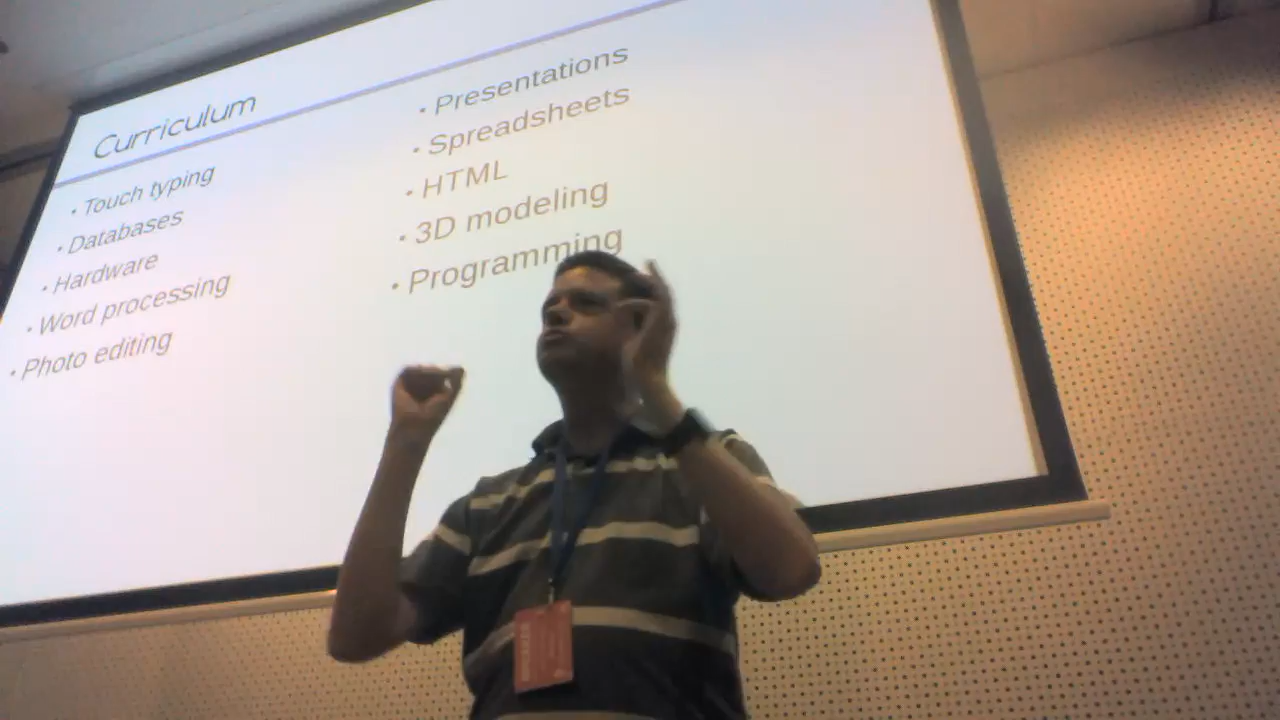 Curriculum
• Touch typing
• Databases
• Hardware
• Word processing
• Photo editing
• Presentations
• Spreadsheets
• HTML
• 3D modeling
• Programming